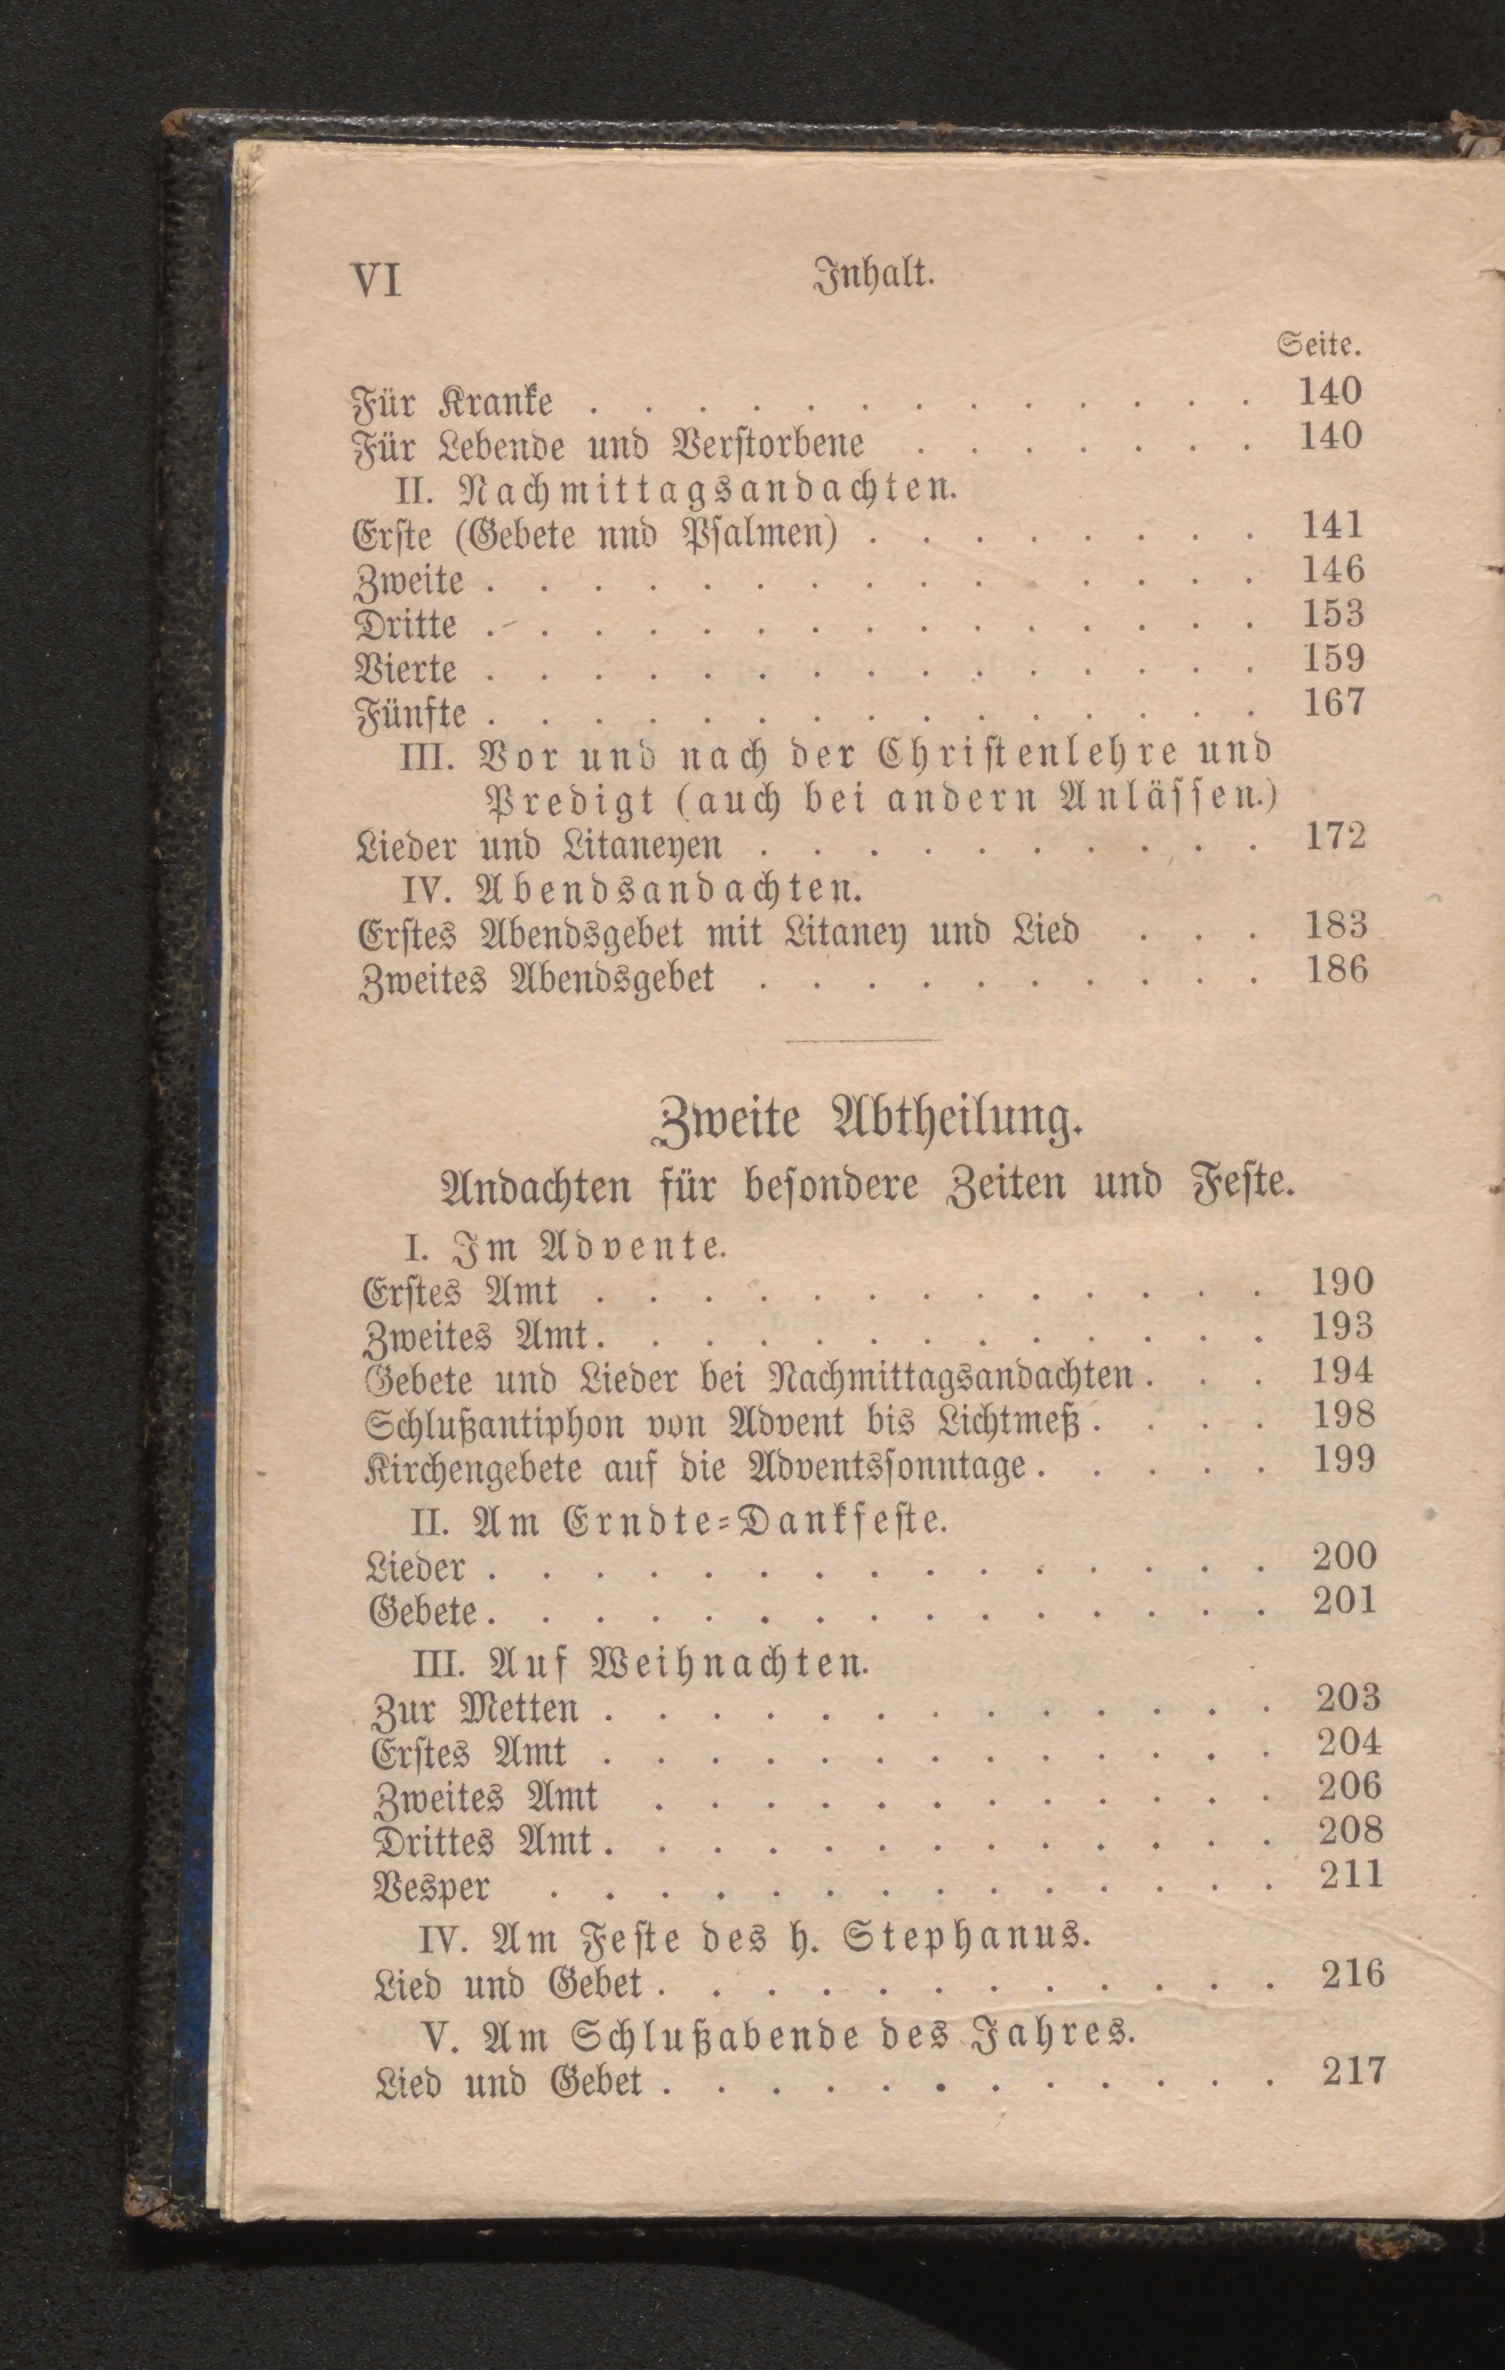 VI Inhalt.
Seite.
Für Kranke . . . . . . . . . . . . . 140
Für Lebende und Verſtorbene . . . . . . . 140
II. Nachmittagsandachten.
Erſte (Gebete nnd Pſalmen) . . . . . . . . 141
Zweite . . . . . . . . . . . . . . . 146
Dritte . . . . . . . . . . . . . . . 153
Vierte . . . . . . . . . . . . . . . 159
Fünfte . . . . . . . . . . . . . . . 167
III. Vor und nach der Chriſtenlehre und
Predigt (auch bei andern Anläſſen.)
Lieder und Litaneyen . . . . . . . . . . 172
IV. Abendsandachten.
Erſtes Abendsgebet mit Litaney und Lied . . . 183
Zweites Abendsgebet . . . . . . . . . . 186
Zweite Abtheilung.
Andachten für beſondere Zeiten und Feſte.
I. Im Advente.
Erſtes Amt . . . . . . . . . . . . . 190
Zweites Amt . . . . . . . . . . . . . 193
Gebete und Lieder bei Nachmittagsandachten . . . 194
Schlußantiphon von Advent bis Lichtmeß . . . . 198
Kirchengebete auf die Adventsſonntage . . . . . 199
II. Am Erndte-Dankfeſte.
Lieder . . . . . . . . . . . . . . . 200
Gebete . . . . . . . . . . . . . . . 201
III. Auf Weihnachten.
Zur Metten . . . . . . . . . . . . . 203
Erſtes Amt . . . . . . . . . . . . . 204
Zweites Amt . . . . . . . . . . . . 206
Drittes Amt . . . . . . . . . . . . . 208
Vesper . . . . . . . . . . . . . . 211
IV. Am Feſte des h. Stephanus.
Lied und Gebet . . . . . . . . . . . . 216
V. Am Schlußabende des Jahres.
Lied und Gebet . . . . . . . . . . . . 217